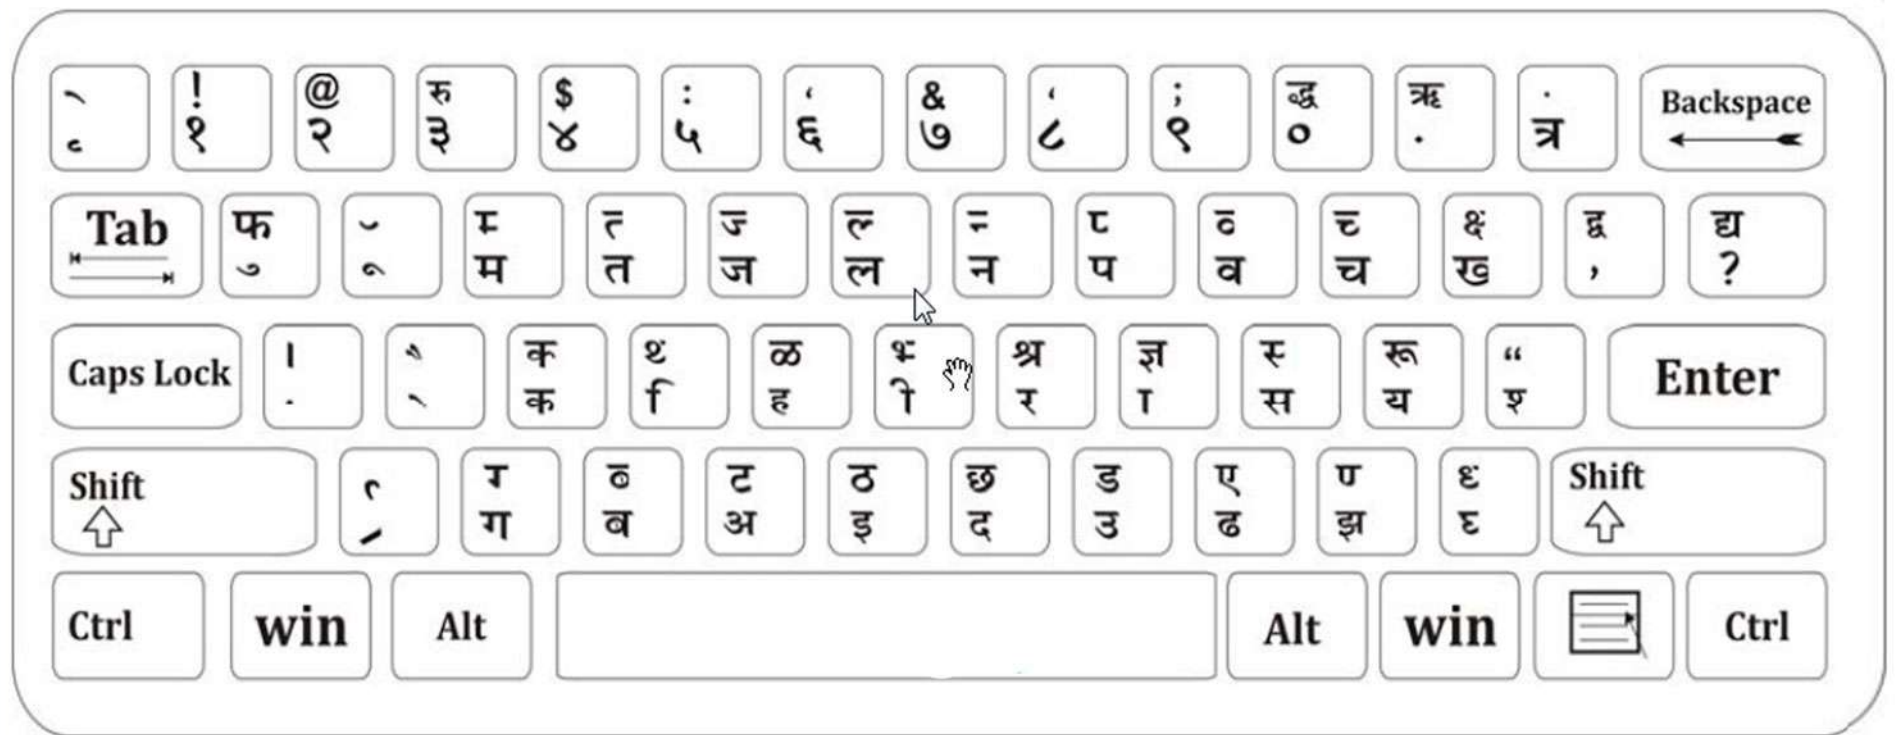 ! @ रु $ : ‘ & ‘ ; द्ध ऋ . Backspace
१ २ ३ ४ ५ ६ ७ ८ ९ ० . त्र
Tab फ म् त् ज् ल् न् प् व् च् क्ष् द्व द्य
म त ज ल न प व च ख , ?
Caps Lock । क् थ् ळ भ् श्र ज्ञ स् रू “ Enter
. क ि ह ी र ा स य श्
Shift ग् ब् ट ठ छ ड ए ण् ध् Shift
ग ब अ इ द उ ढ झ घ्
Ctrl win Alt Alt win Ctrl